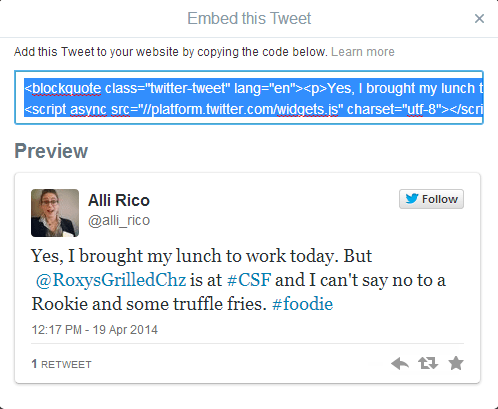 Embed this Tweet
Add this Tweet to your website by copying the code below. Learn more
<blockquote class="twitter-tweet" lang="en"><p>Yes, I brought my lunch t
<script async src="//platform.twitter.com/widgets.js" charset="utf-8"></scri
Preview
Alli Rico
@alli_rico
Follow
Yes, I brought my lunch to work today. But
@RoxysGrilledChz is at #CSF and I can't say no to a
Rookie and some truffle fries. #foodie
12:17 PM - 19 Apr 2014
1 RETWEET